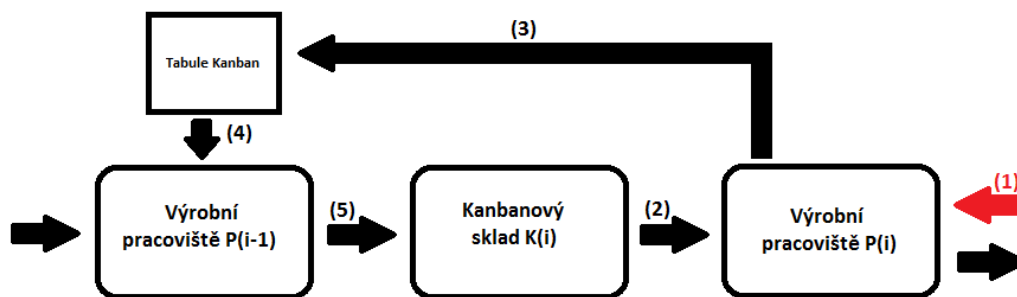 (3)
Tabule Kanban
(4)
(1)
Výrobní
pracoviště P(i-1)
(5)
Kanbanový
sklad K(i)
(2)
Výrobní
pracoviště P(i)